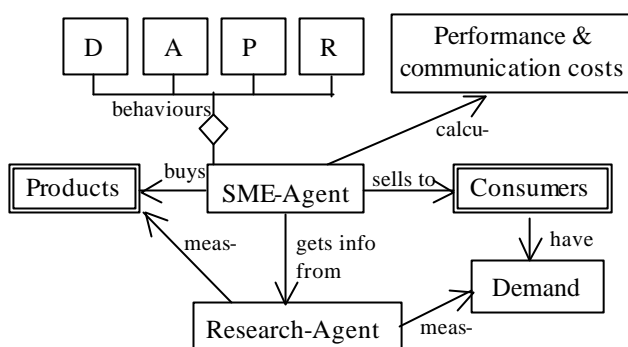 D A P R
Performance &
communication costs
behaviours
calcu-
Products
buys
SME-Agent
sells to
Consumers
meas-
gets info
from
have
Demand
Research-Agent
meas-